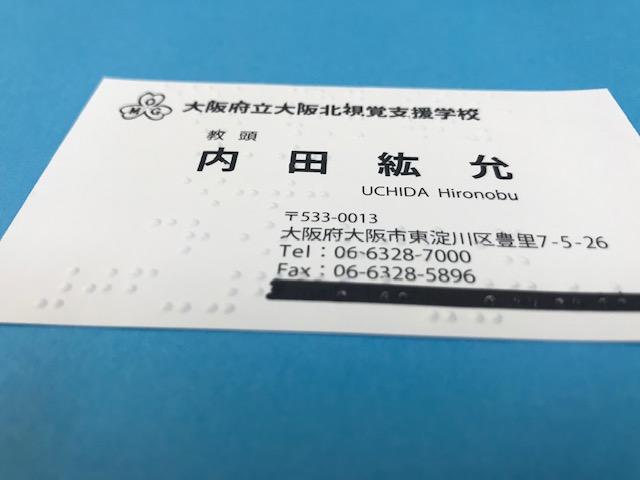 OMG
大阪府立大阪北視覚支援学校
教頭
内田 紘允
UCHIDA Hironobu
〒533-0013
大阪府大阪市東淀川区豊里7-5-26
Tel：06-6328-7000
Fax：06-6328-5896